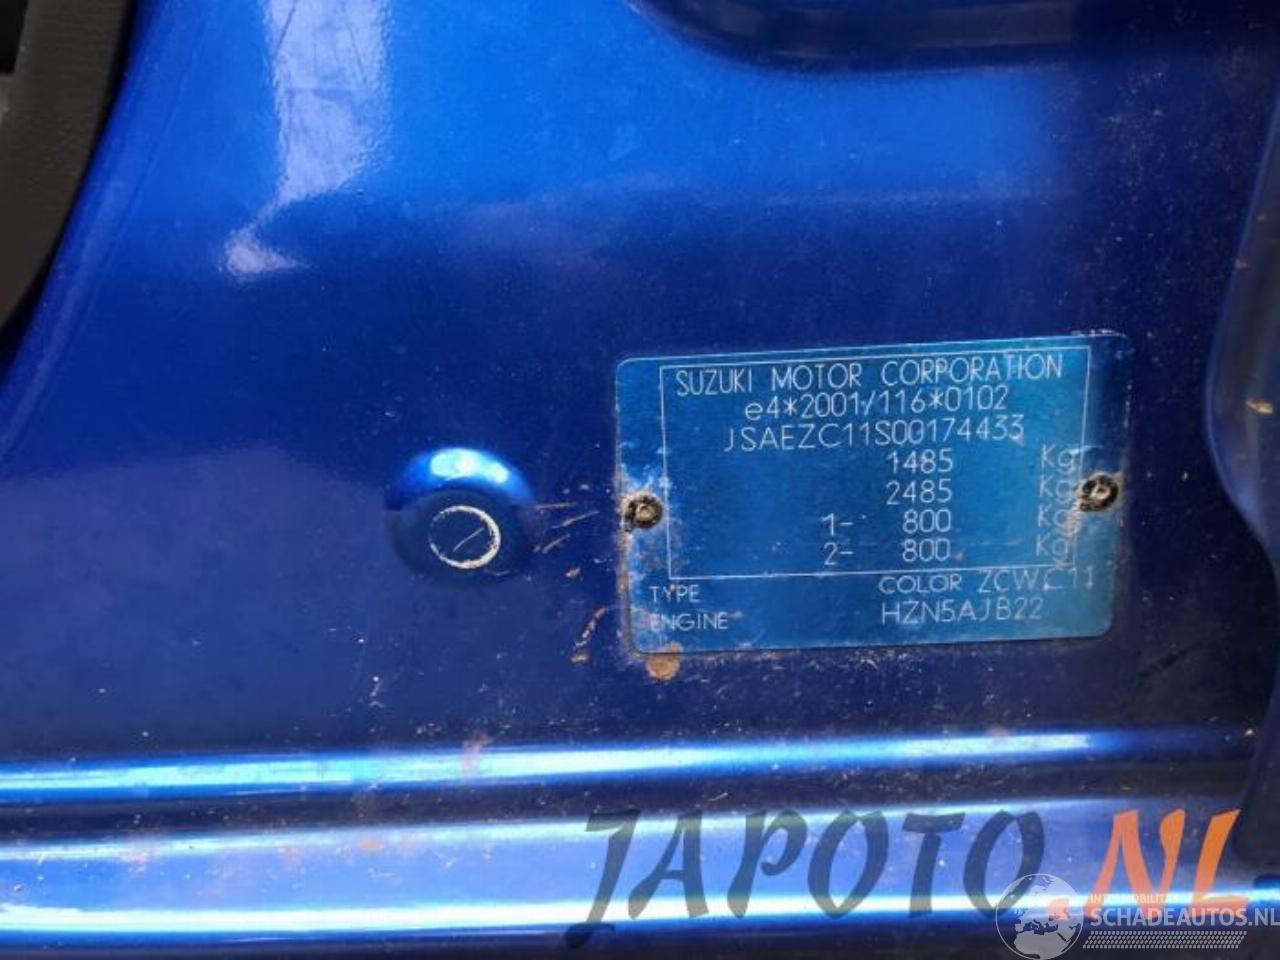 SUZUKI MOTOR CORPORATION
e4*2001/116*0102
JSAEZC11S00174433
1485 Kg
2485 Kg
1- 800 Kg
2- 800 Kg
TYPE COLOR ZCW C11
ENGINE HZN5AJB22
JAPOTO.NL
SCHADEAUTOS.NL